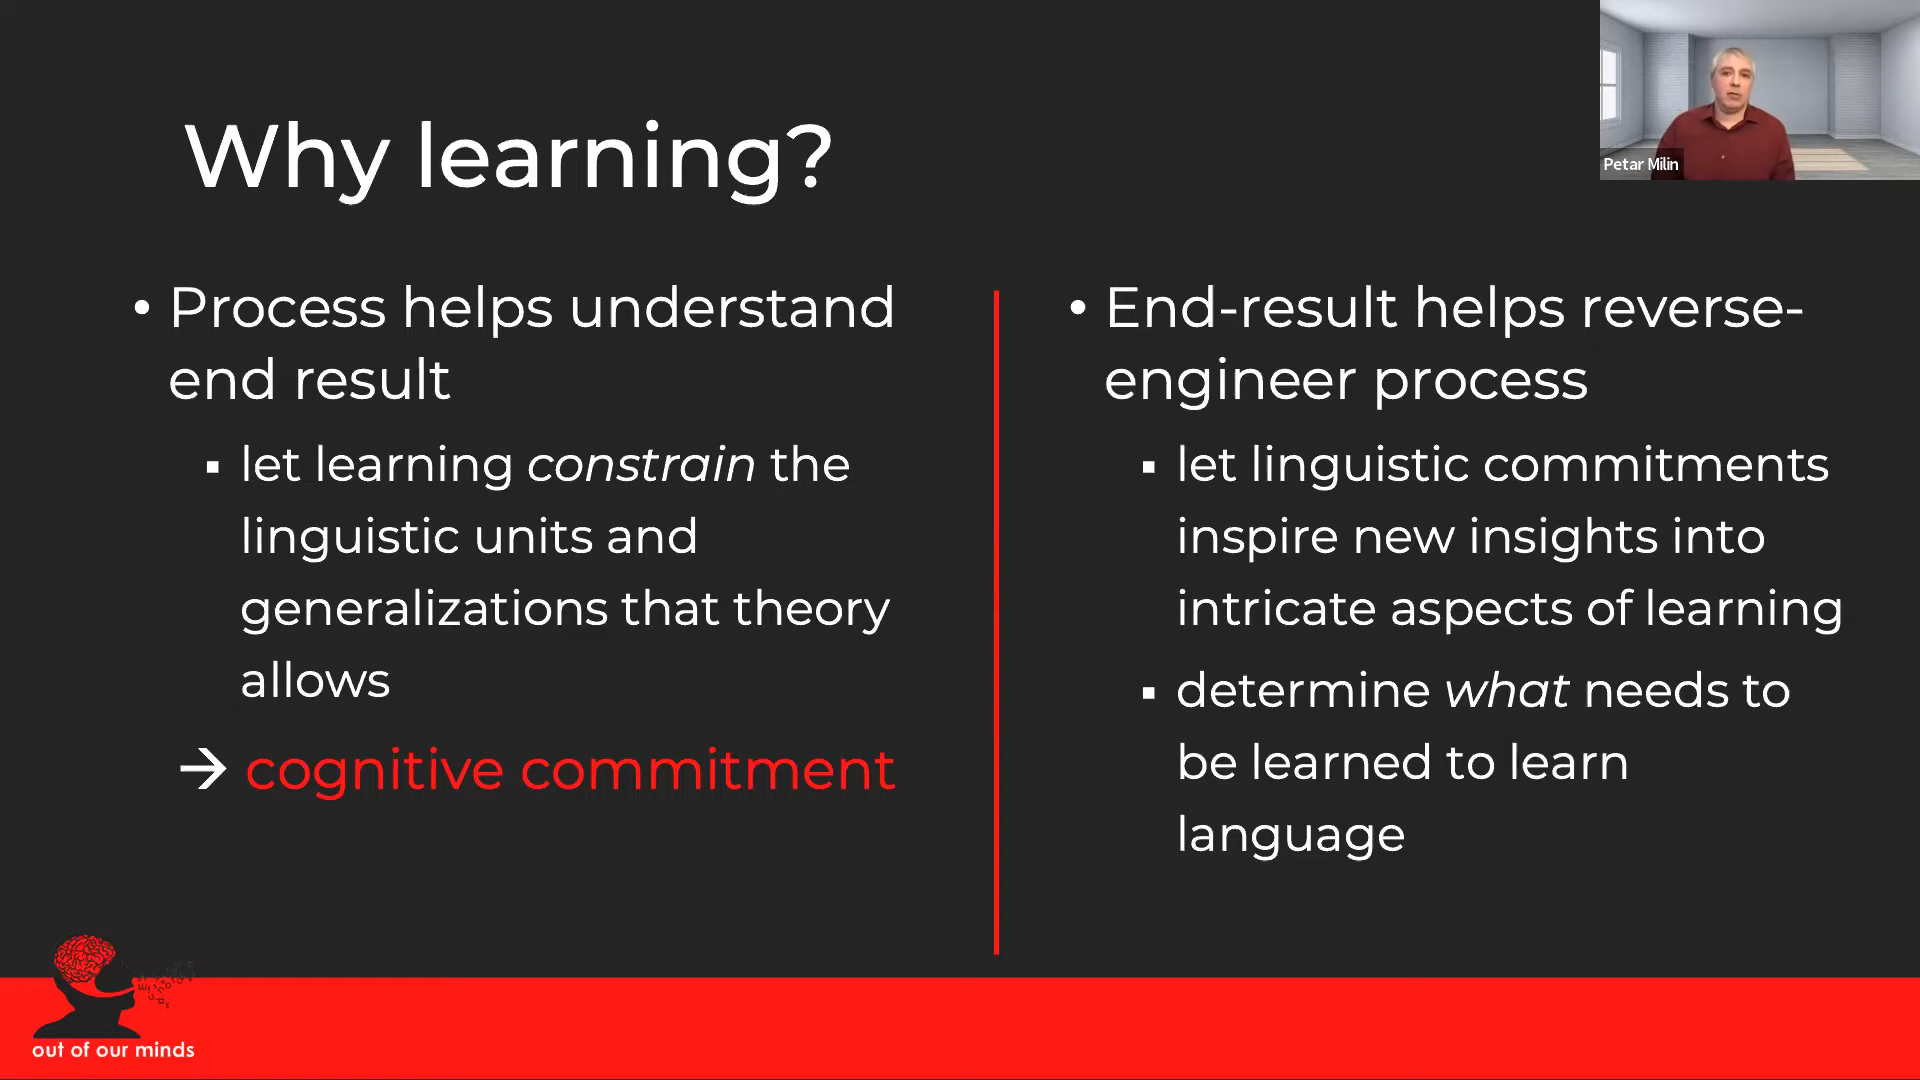 Why learning?
Petar Milin
• Process helps understand
end result
▪ let learning constrain the
linguistic units and
generalizations that theory
allows
→ cognitive commitment
• End-result helps reverse-
engineer process
▪ let linguistic commitments
inspire new insights into
intricate aspects of learning
▪ determine what needs to
be learned to learn
language
out of our minds